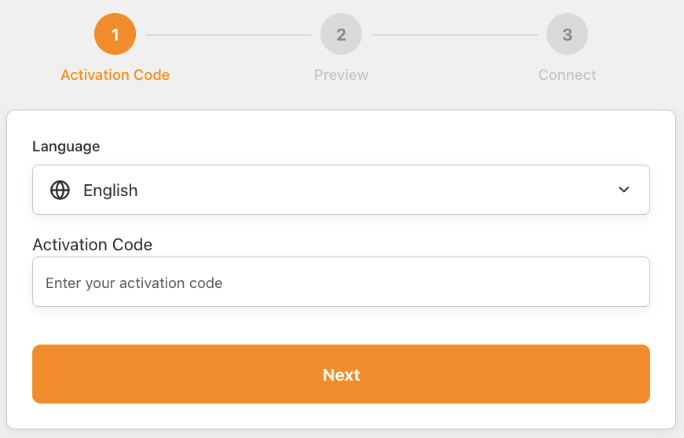 1
2
3
Activation Code
Preview
Connect
Language
English
Activation Code
Enter your activation code
Next